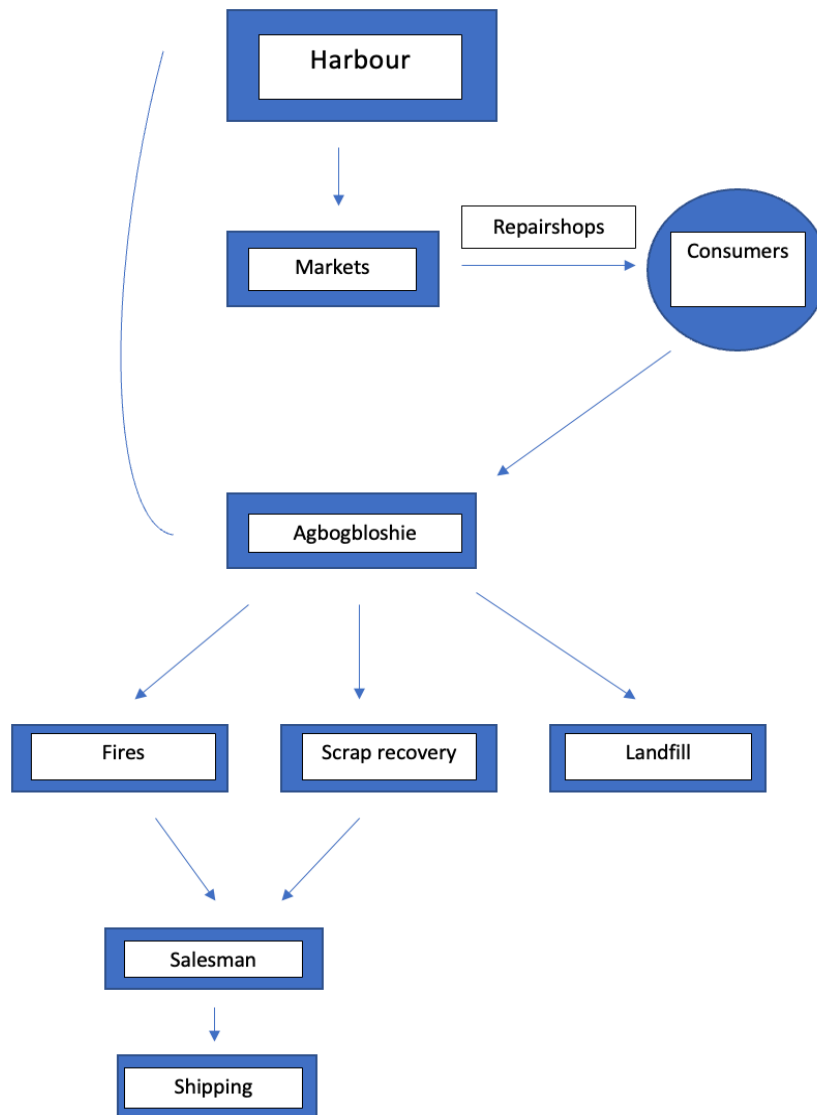 Harbour
Repairshops
Markets
Consumers
Agbogbloshie
Fires
Scrap recovery
Landfill
Salesman
Shipping